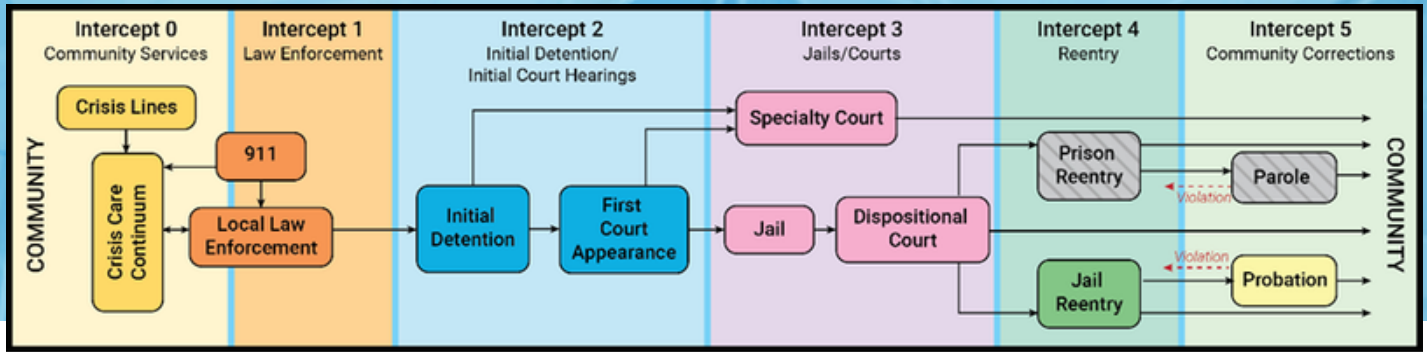 Intercept 0
Community Services
Intercept 1
Law Enforcement
Intercept 2
Initial Detention/
Initial Court Hearings
Intercept 3
Jails/Courts
Intercept 4
Reentry
Intercept 5
Community Corrections
COMMUNITY
Crisis Lines
Crisis Care
Continuum
911
Local Law
Enforcement
Initial
Detention
First
Court
Appearance
Specialty Court
Jail
Dispositional
Court
Prison
Reentry
Violation
Parole
Jail
Reentry
Violation
Probation
COMMUNITY